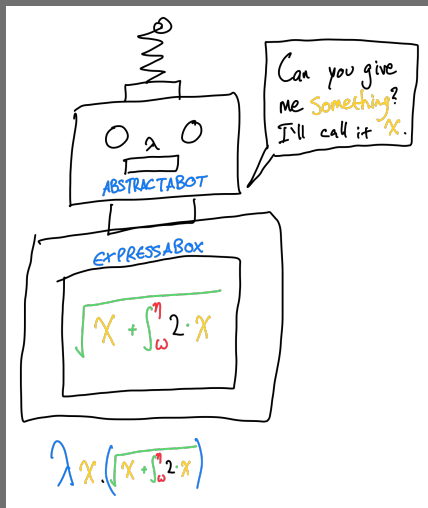 Can you give
me Something?
I'll call it x.
λ
ABSTRACTABOT
EXPRESSABOX
√(x + ∫_ω^η 2·x)
λx.(√(x + ∫_ω^η 2·x))